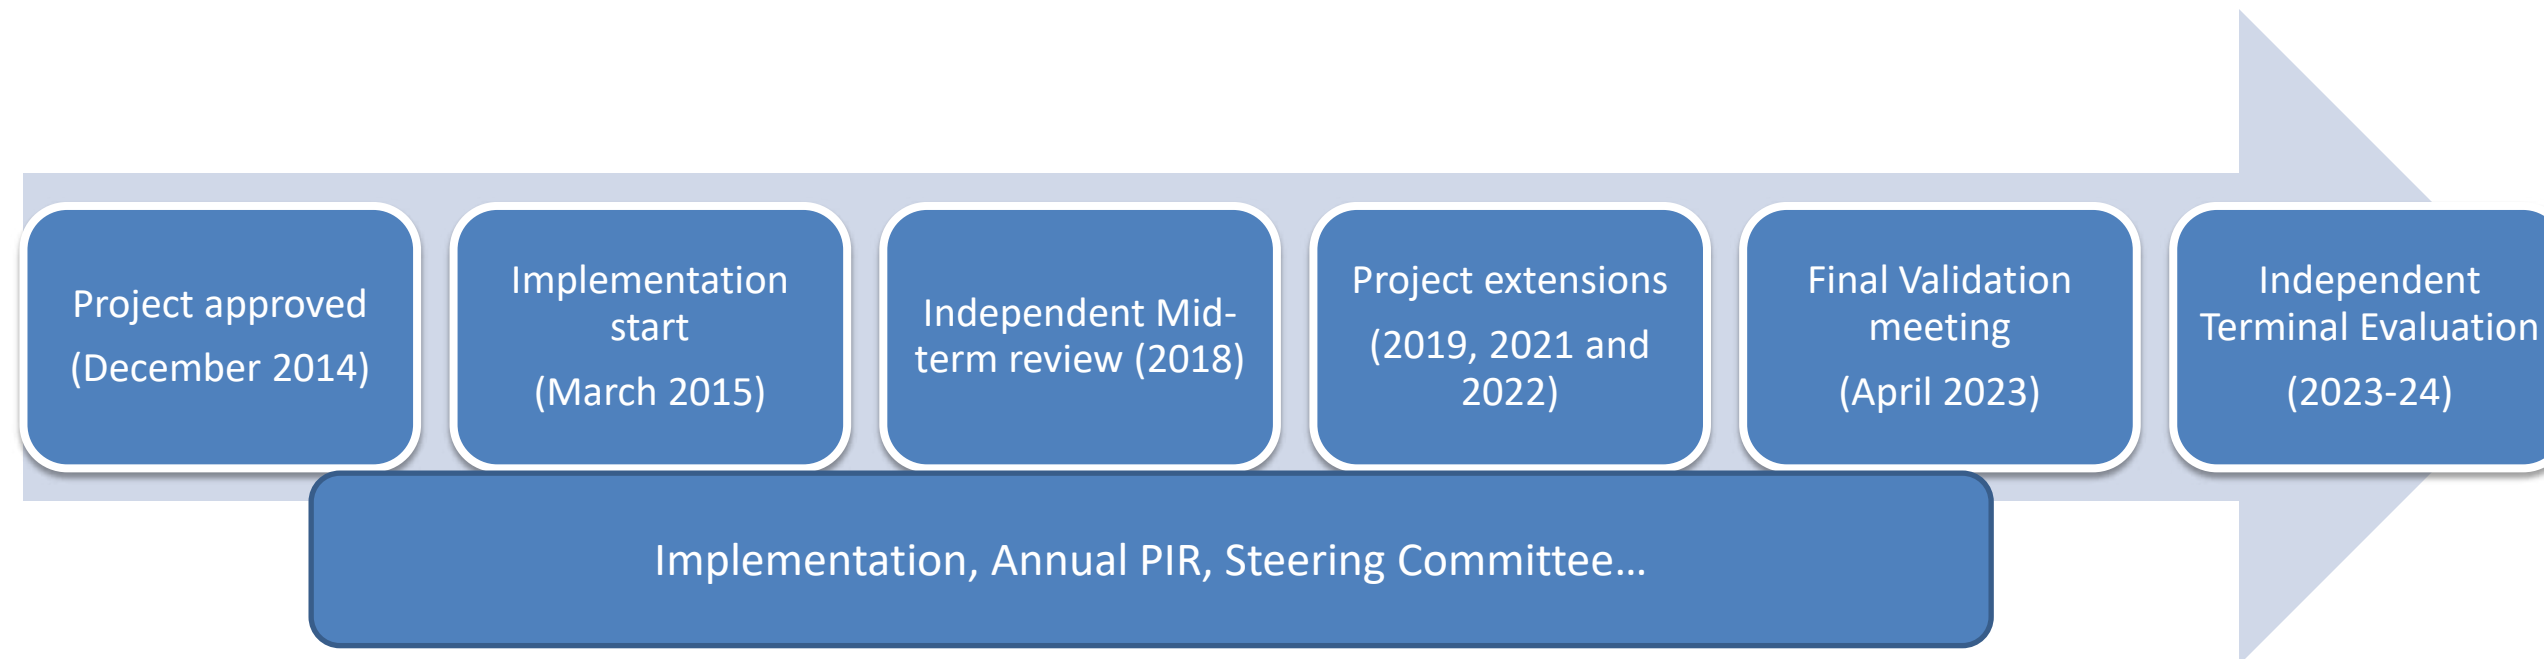 Project approved
(December 2014)
Implementation
start
(March 2015)
Independent Mid-
term review (2018)
Project extensions
(2019, 2021 and
2022)
Final Validation
meeting
(April 2023)
Independent
Terminal Evaluation
(2023-24)
Implementation, Annual PIR, Steering Committee…